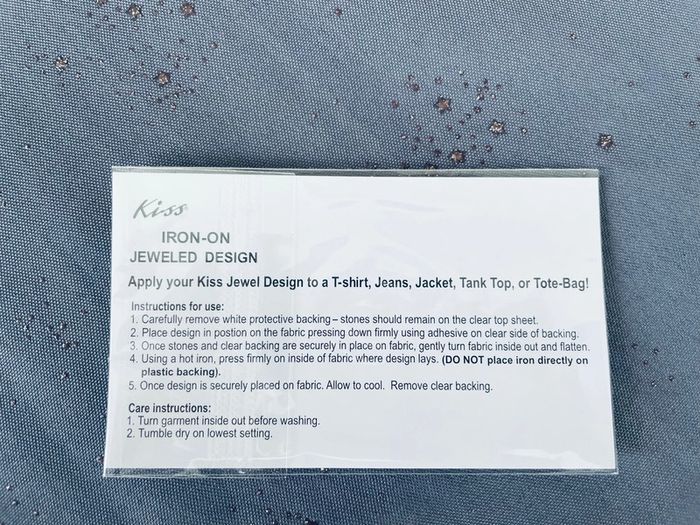 Kiss
IRON-ON
JEWELED DESIGN
Apply your Kiss Jewel Design to a T-shirt, Jeans, Jacket, Tank Top, or Tote-Bag!
Instructions for use:
1. Carefully remove white protective backing – stones should remain on the clear top sheet.
2. Place design in postion on the fabric pressing down firmly using adhesive on clear side of backing.
3. Once stones and clear backing are securely in place on fabric, gently turn fabric inside out and flatten.
4. Using a hot iron, press firmly on inside of fabric where design lays. (DO NOT place iron directly on
plastic backing).
5. Once design is securely placed on fabric. Allow to cool. Remove clear backing.
Care instructions:
1. Turn garment inside out before washing.
2. Tumble dry on lowest setting.